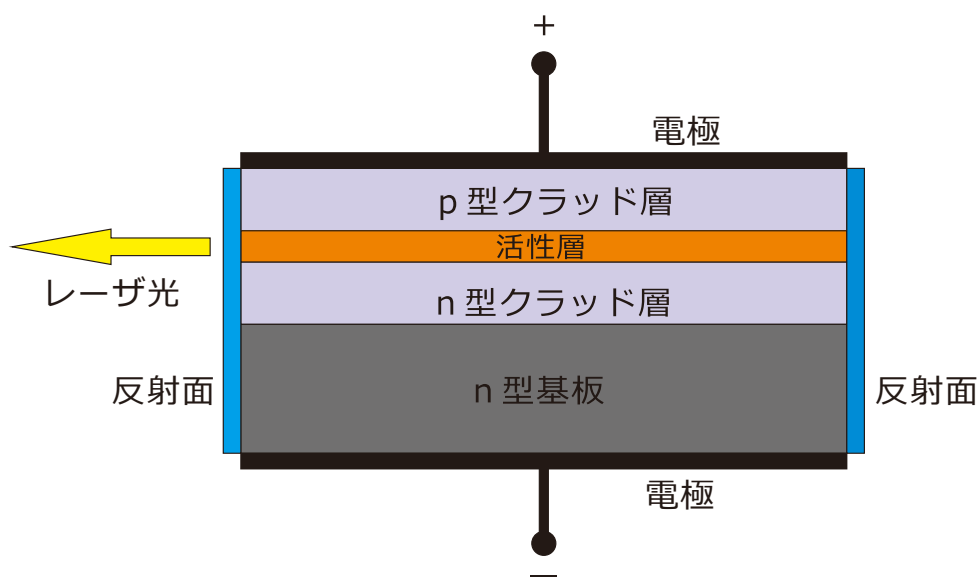 +
電極
p 型クラッド層
活性層
レーザ光
n 型クラッド層
反射面
n 型基板
反射面
電極
−